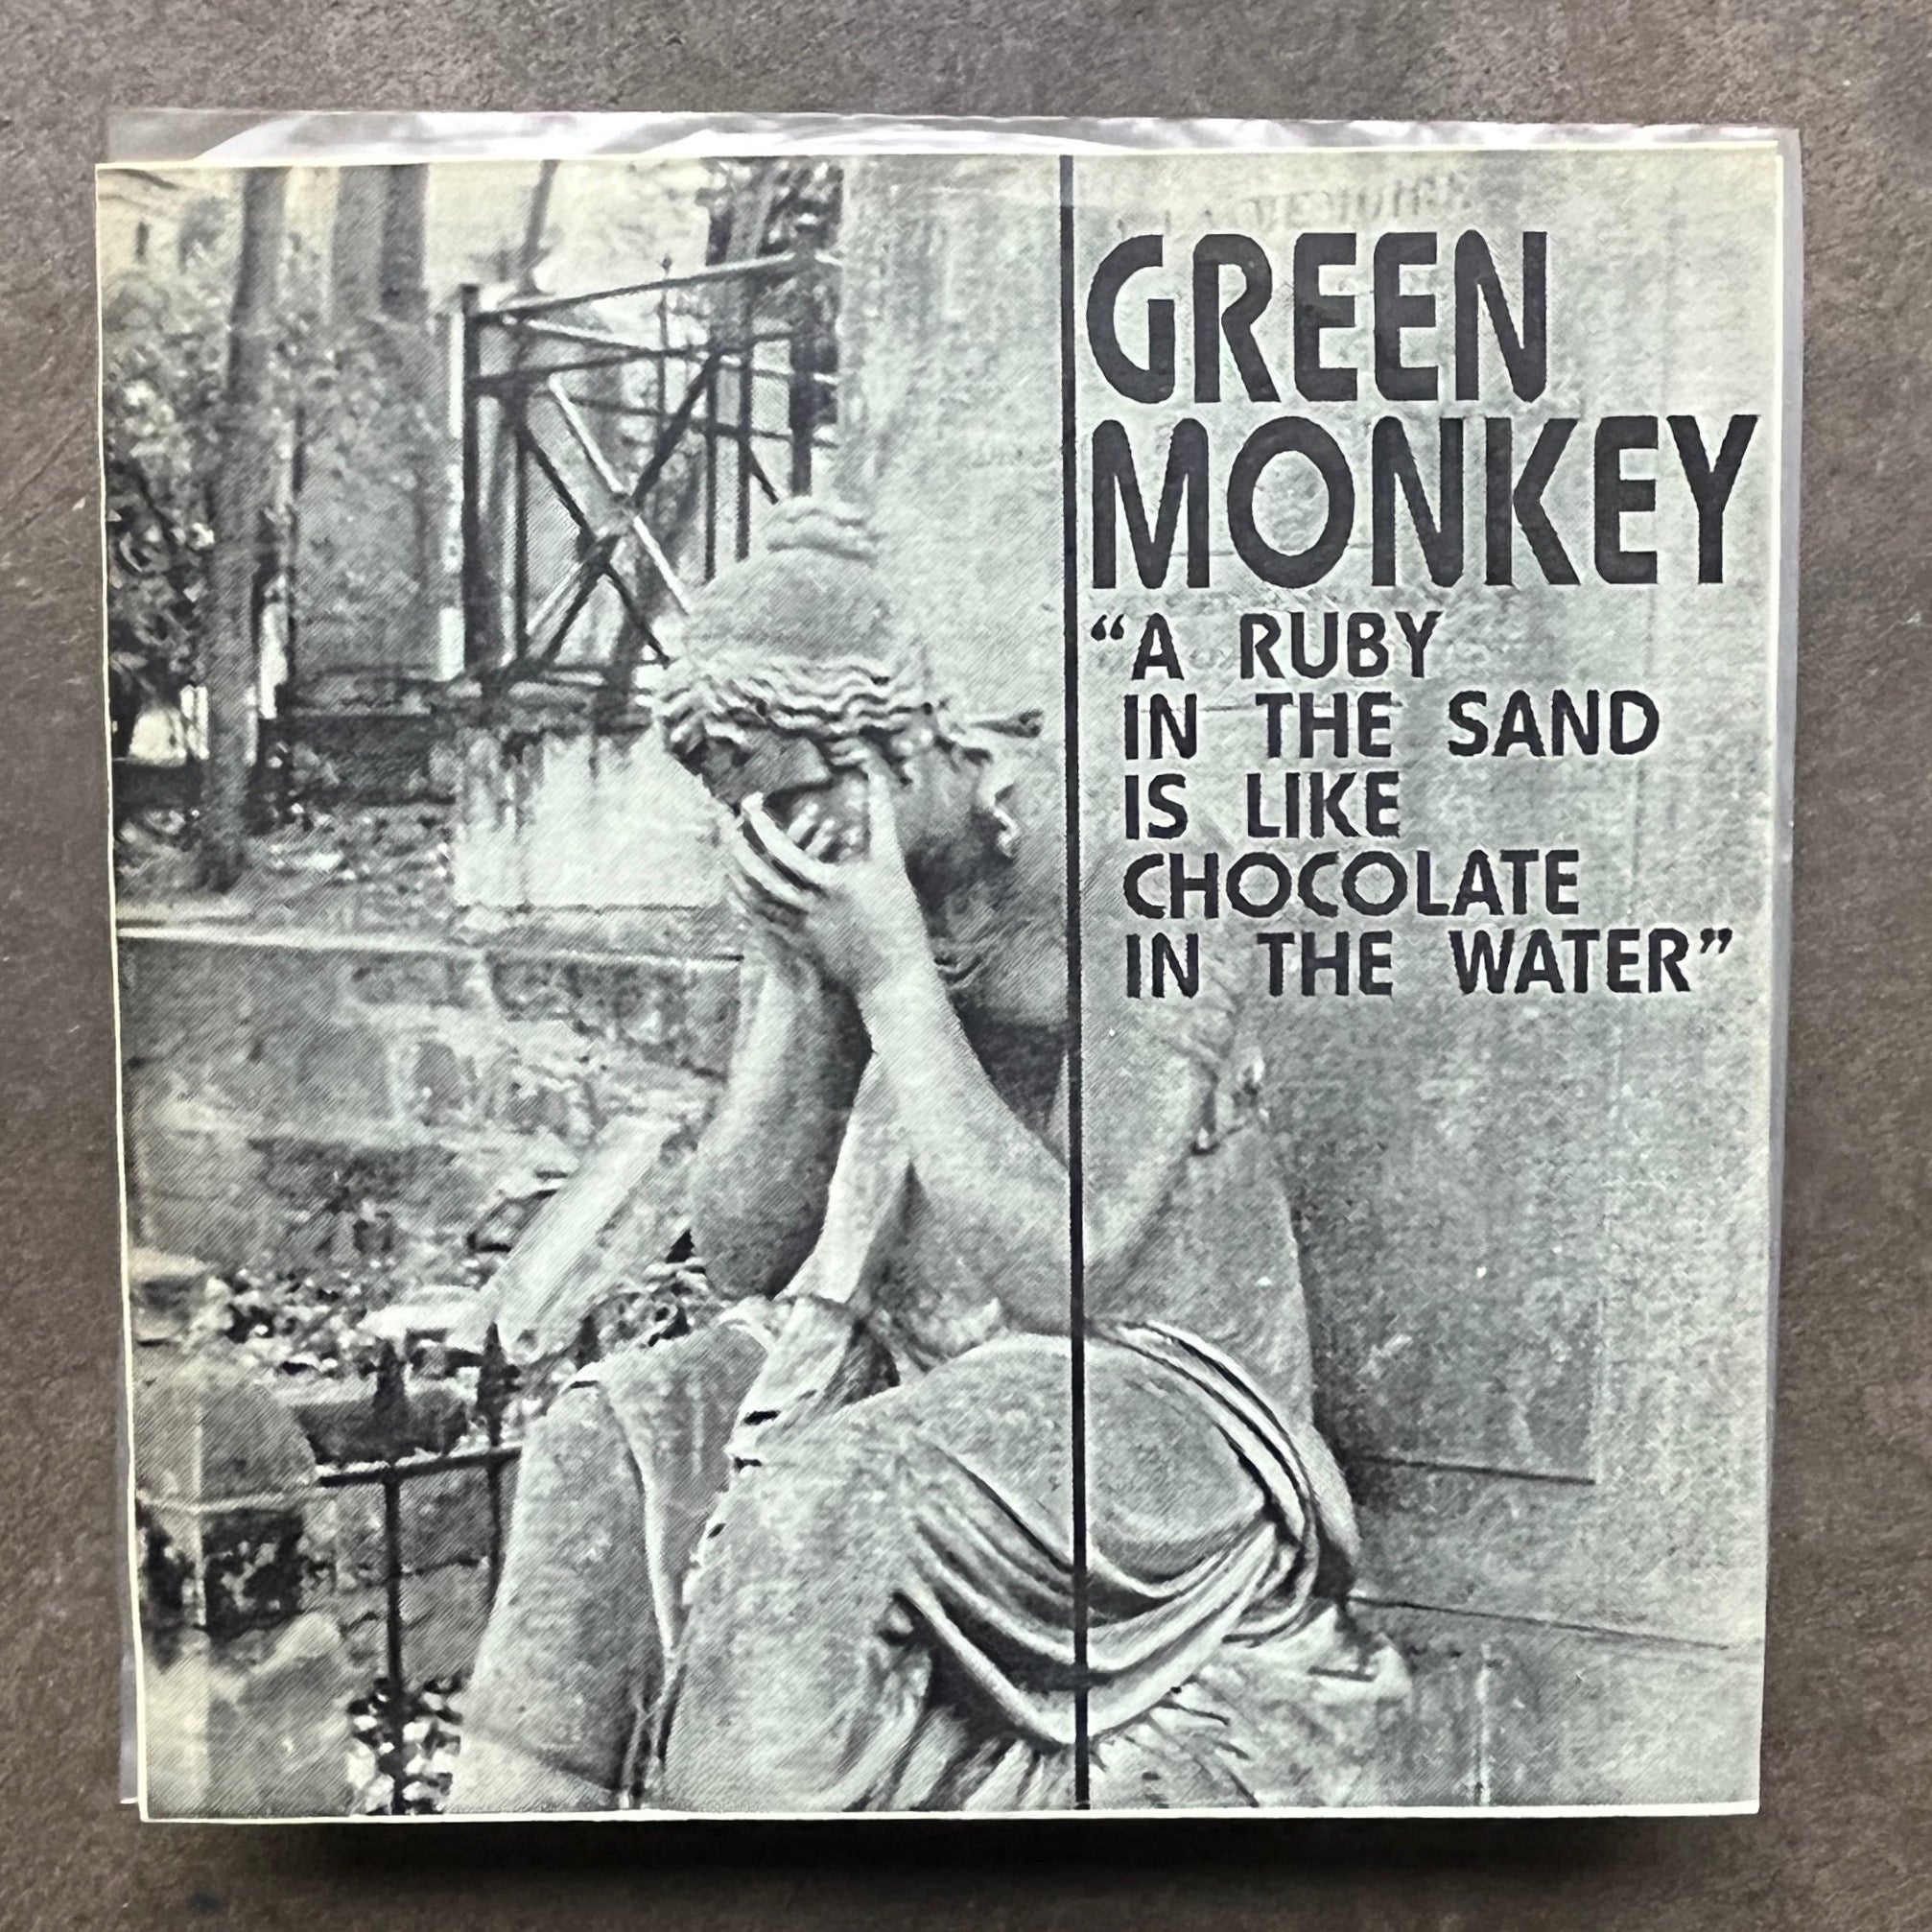 GREEN
MONKEY
“A RUBY
IN THE SAND
IS LIKE
CHOCOLATE
IN THE WATER”